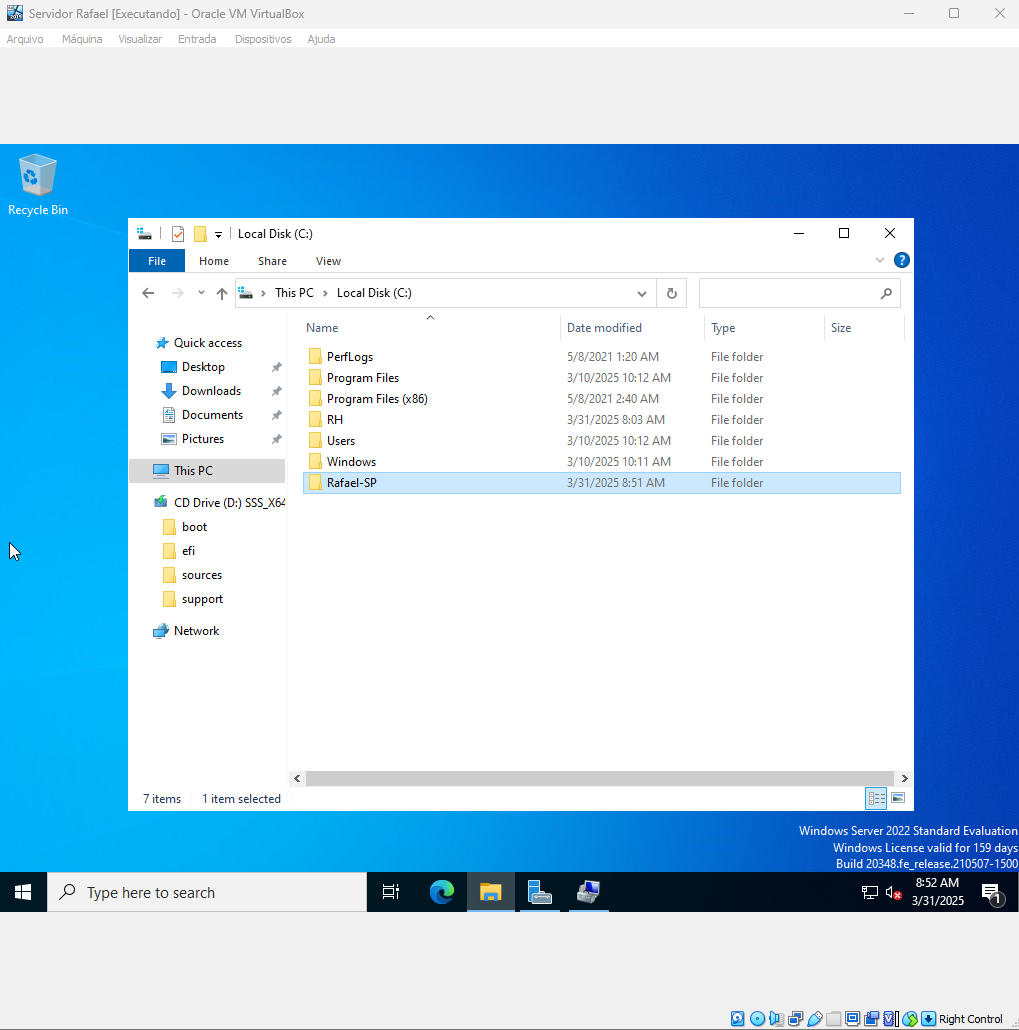 Servidor Rafael [Executando] - Oracle VM VirtualBox
Arquivo Máquina Visualizar Entrada Dispositivos Ajuda
Recycle Bin
Local Disk (C:)
File Home Share View
This PC Local Disk (C:)
Name Date modified Type Size
Quick access
Desktop
Downloads
Documents
Pictures
This PC
CD Drive (D:) SSS_X64
boot
efi
sources
support
Network
PerfLogs 5/8/2021 1:20 AM File folder
Program Files 3/10/2025 10:12 AM File folder
Program Files (x86) 5/8/2021 2:40 AM File folder
RH 3/31/2025 8:03 AM File folder
Users 3/10/2025 10:12 AM File folder
Windows 3/10/2025 10:11 AM File folder
Rafael-SP 3/31/2025 8:51 AM File folder
7 items 1 item selected
Windows Server 2022 Standard Evaluation
Windows License valid for 159 days
Build 20348.fe_release.210507-1500
Type here to search
8:52 AM
3/31/2025
1
Right Control